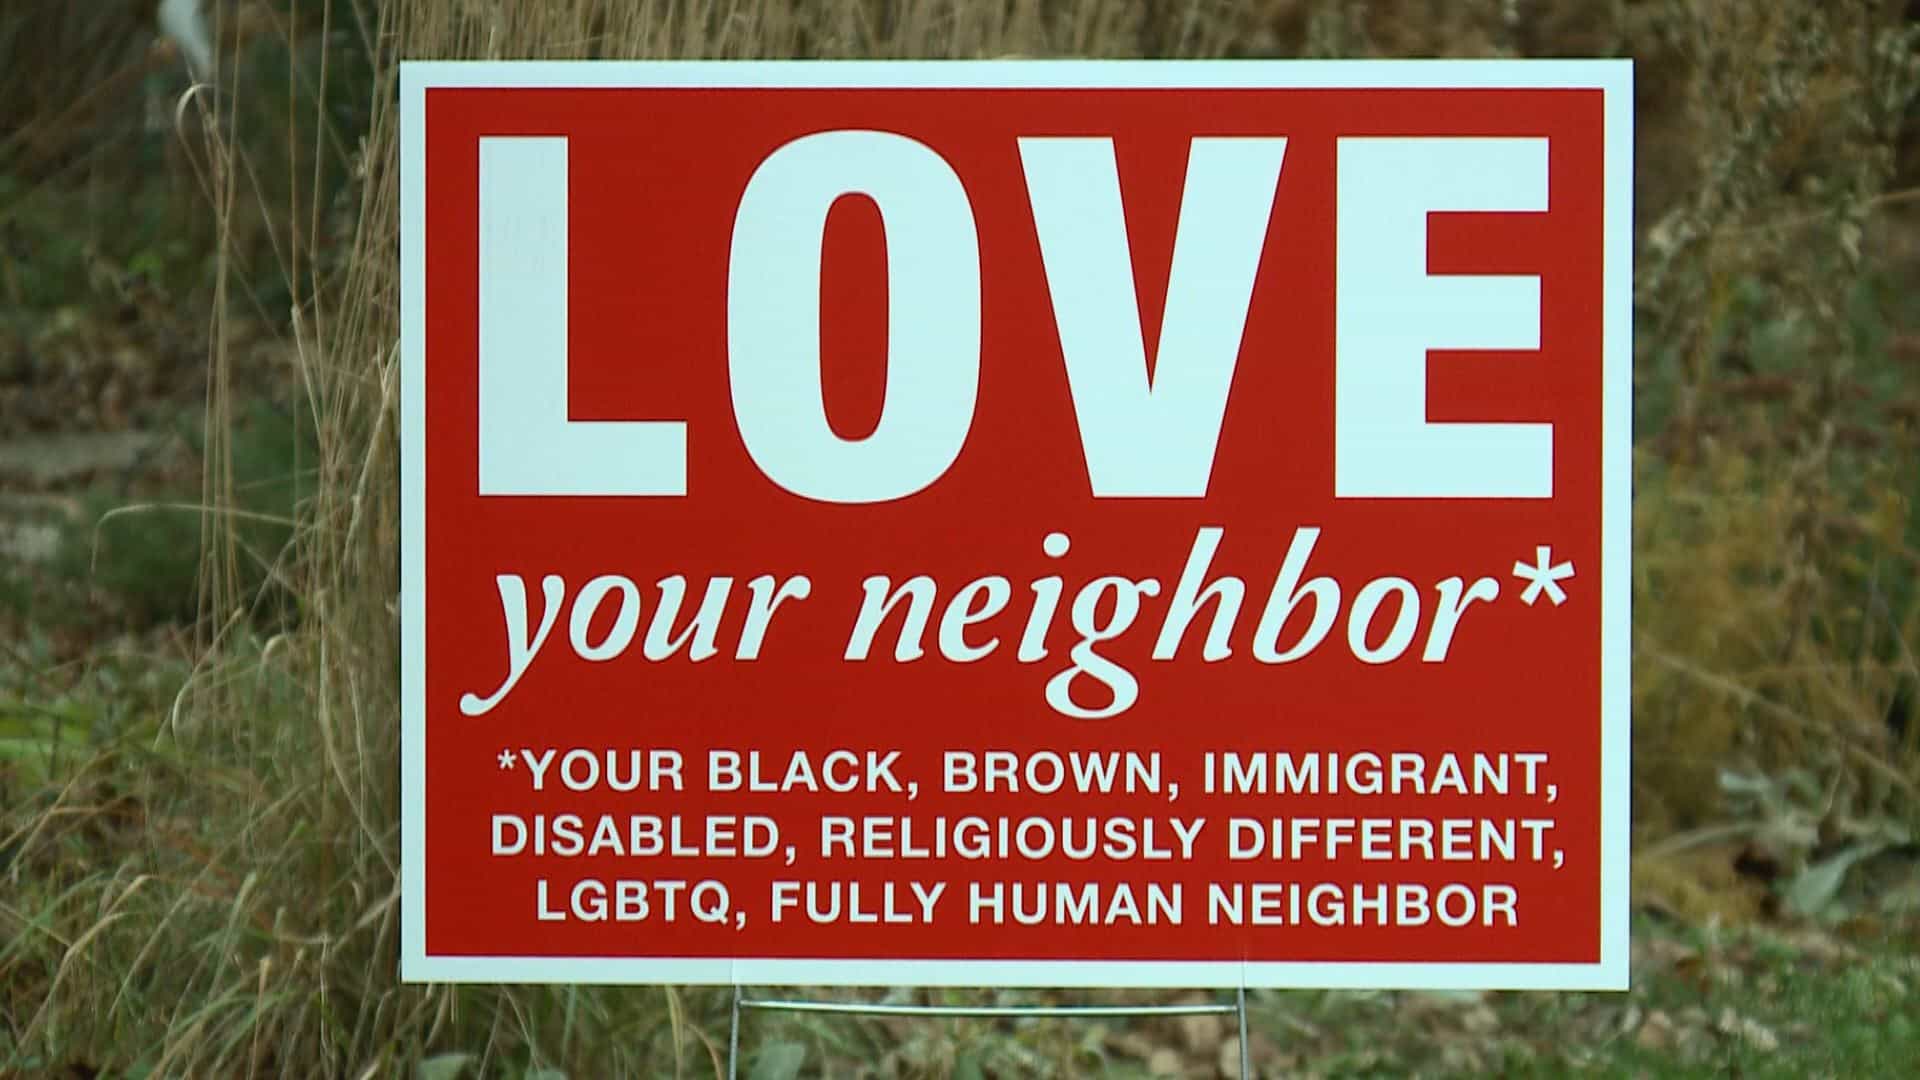 LOVE
your neighbor*
*YOUR BLACK, BROWN, IMMIGRANT,
DISABLED, RELIGIOUSLY DIFFERENT,
LGBTQ, FULLY HUMAN NEIGHBOR